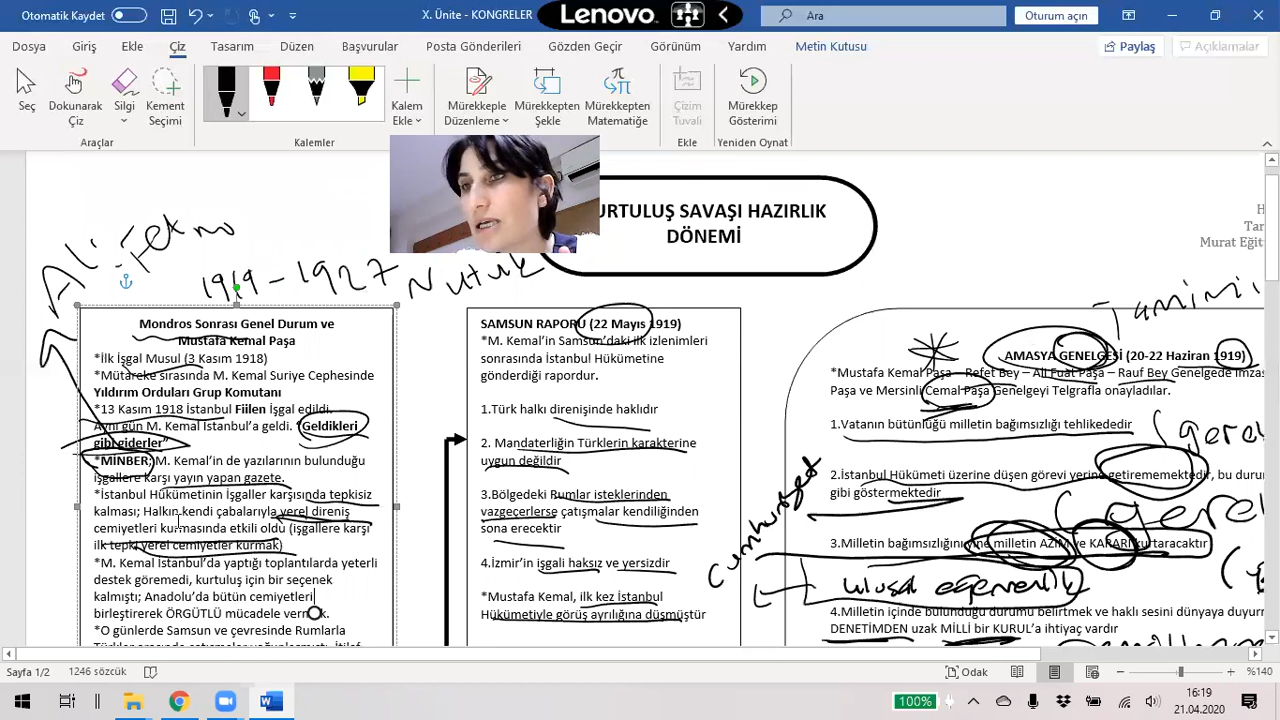 X. Ünite - KONGRELER
Otomatik Kaydet
Lenovo
Ara
Oturum açın
Dosya Giriş Ekle Çiz Tasarım Düzen Başvurular Posta Gönderileri Gözden Geçir Görünüm Yardım Metin Kutusu
Paylaş Açıklamalar
Seç
Dokunarak Çiz
Silgi
Kement Seçimi
Kalem Ekle
Mürekkeple Düzenleme
Mürekkepten Şekle
Mürekkepten Matematiğe
Çizim Tuvali
Mürekkep Gösterimi
Araçlar Kalemler Dönüştür Ekle Yeniden Oynat
URTULUŞ SAVAŞI HAZIRLIK
DÖNEMİ
H
Tar
Murat Eğit
1919-1927 Nutuk
Mondros Sonrası Genel Durum ve
Mustafa Kemal Paşa
*İlk İşgal Musul (3 Kasım 1918)
*Mütareke sırasında M. Kemal Suriye Cephesinde
Yıldırım Orduları Grup Komutanı
*13 Kasım 1918 İstanbul Fiilen işgal edildi.
Aynı gün M. Kemal İstanbul’a geldi. “Geldikleri
gibi giderler”
*MİNBER; M. Kemal’in de yazılarının bulunduğu
işgallere karşı yayın yapan gazete.
*İstanbul Hükümetinin İşgaller karşısında tepkisiz
kalması; Halkın kendi çabalarıyla yerel direniş
cemiyetleri kurmasında etkili oldu (işgallere karşı
ilk tepki yerel cemiyetler kurmak)
*M. Kemal İstanbul’da yaptığı toplantılarda yeterli
destek göremedi, kurtuluş için bir seçenek
kalmıştı; Anadolu’da bütün cemiyetleri
birleştirerek ÖRGÜTLÜ mücadele vermek.
*O günlerde Samsun ve çevresinde Rumlarla
SAMSUN RAPORU (22 Mayıs 1919)
*M. Kemal’in Samsun’daki ilk izlenimleri
sonrasında İstanbul Hükümetine
gönderdiği rapordur.
1.Türk halkı direnişinde haklıdır
2. Mandaterliğin Türklerin karakterine
uygun değildir
3.Bölgedeki Rumlar isteklerinden
vazgeçerlerse çatışmalar kendiliğinden
sona erecektir
4.İzmir’in işgali haksız ve yersizdir
*Mustafa Kemal, ilk kez İstanbul
Hükümetiyle görüş ayrılığına düşmüştür
Cumhuriyet
AMASYA GENELGESİ (20-22 Haziran 1919)
*Mustafa Kemal Paşa – Refet Bey – Ali Fuat Paşa – Rauf Bey Genelgede imzas
Paşa ve Mersinli Cemal Paşa Genelgeyi Telgrafla onayladılar.
1.Vatanın bütünlüğü milletin bağımsızlığı tehlikededir
2.İstanbul Hükümeti üzerine düşen görevi yerine getirememektedir, bu duru
gibi göstermektedir
3.Milletin bağımsızlığını yine milletin AZİM ve KARARI kurtaracaktır
ulusal egemenlik
4.Milletin içinde bulunduğu durumu belirtmek ve haklı sesini dünyaya duyur
DENETİMDEN uzak MİLLİ bir KURUL’a ihtiyaç vardır
Sayfa 1/2 1246 sözcük
Odak
%140
100%
16:19
21.04.2020